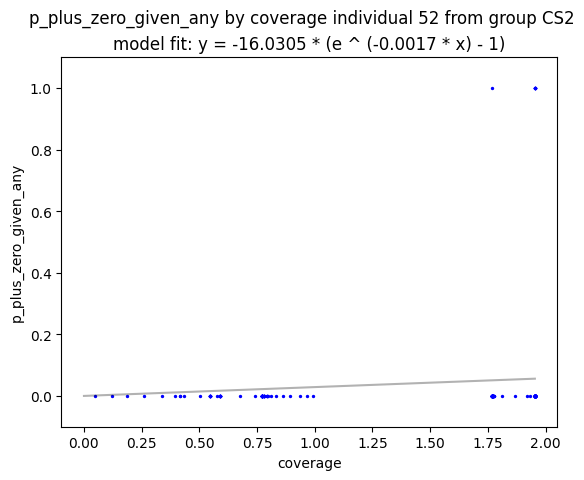 p_plus_zero_given_any by coverage individual 52 from group CS2
model fit: y = -16.0305 * (e ^ (-0.0017 * x) - 1)
p_plus_zero_given_any
1.0
0.8
0.6
0.4
0.2
0.0
0.00 0.25 0.50 0.75 1.00 1.25 1.50 1.75 2.00
coverage